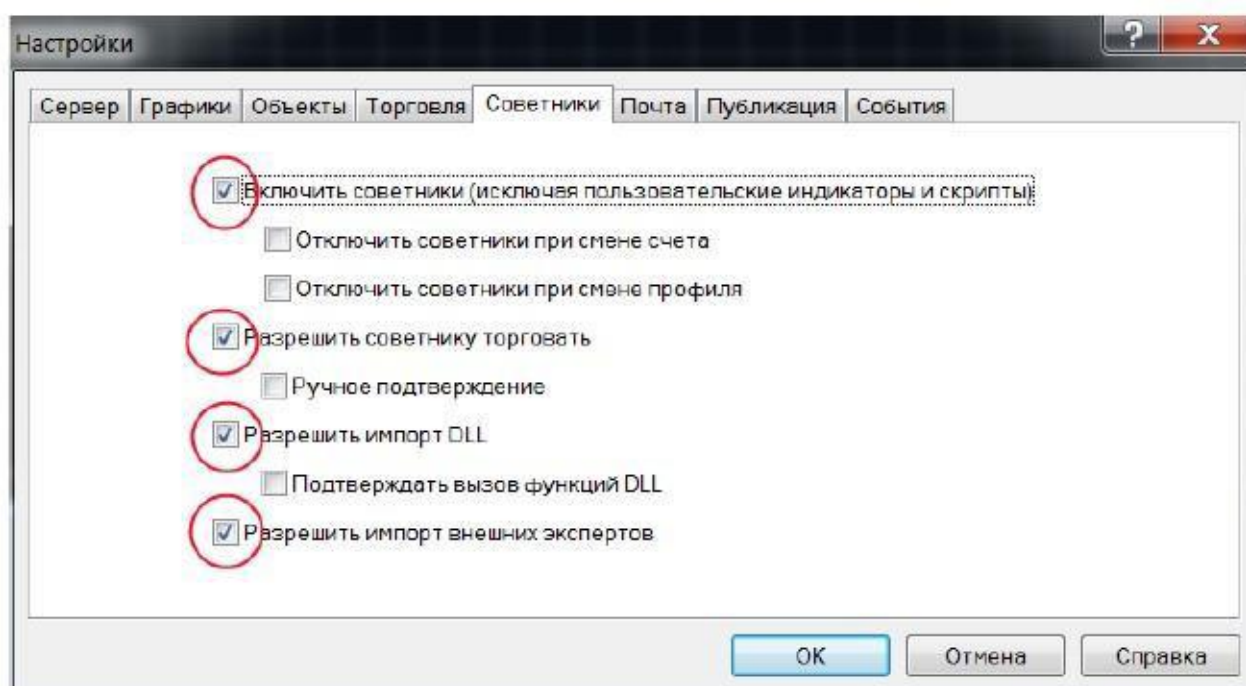 Настройки
Сервер Графики Объекты Торговля Советники Почта Публикация События
Включить советники (исключая пользовательские индикаторы и скрипты)
Отключить советники при смене счета
Отключить советники при смене профиля
Разрешить советнику торговать
Ручное подтверждение
Разрешить импорт DLL
Подтверждать вызов функций DLL
Разрешить импорт внешних экспертов
OK Отмена Справка